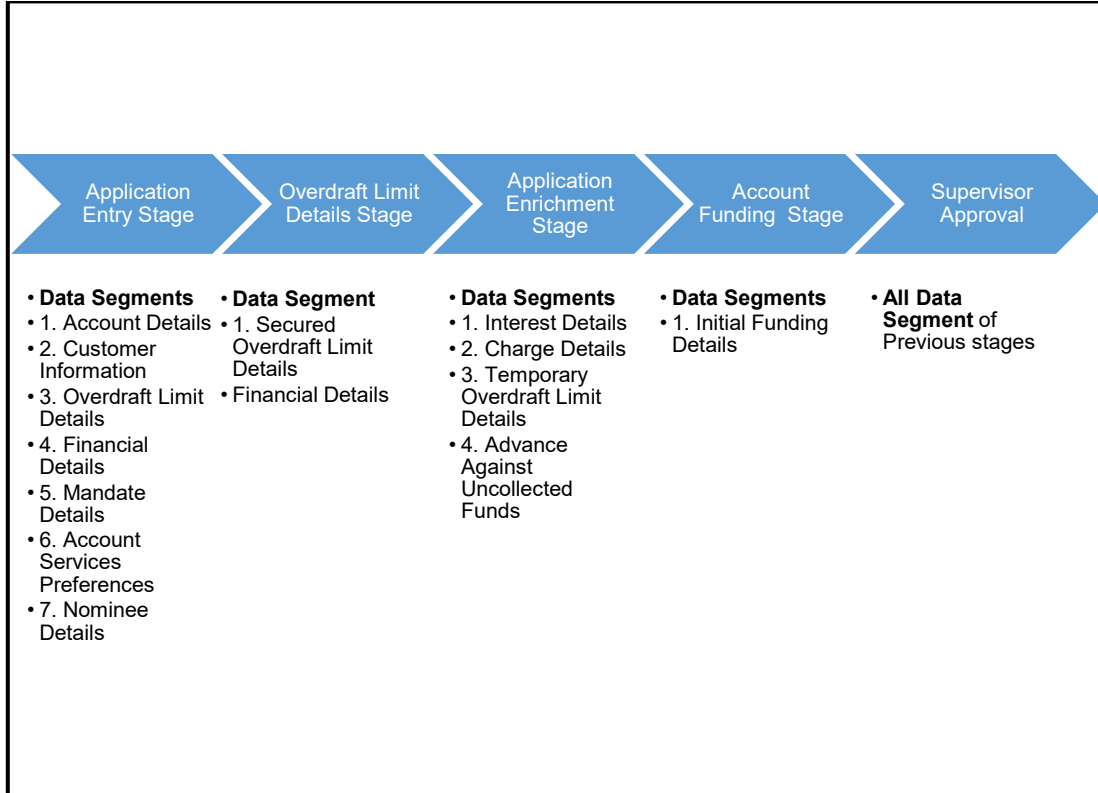 Application
Entry Stage
Overdraft Limit
Details Stage
Application
Enrichment
Stage
Account
Funding Stage
Supervisor
Approval
• Data Segments
• 1. Account Details
• 2. Customer
Information
• 3. Overdraft Limit
Details
• 4. Financial
Details
• 5. Mandate
Details
• 6. Account
Services
Preferences
• 7. Nominee
Details
• Data Segment
• 1. Secured
Overdraft Limit
Details
• Financial Details
• Data Segments
• 1. Interest Details
• 2. Charge Details
• 3. Temporary
Overdraft Limit
Details
• 4. Advance
Against
Uncollected
Funds
• Data Segments
• 1. Initial Funding
Details
• All Data
Segment of
Previous stages